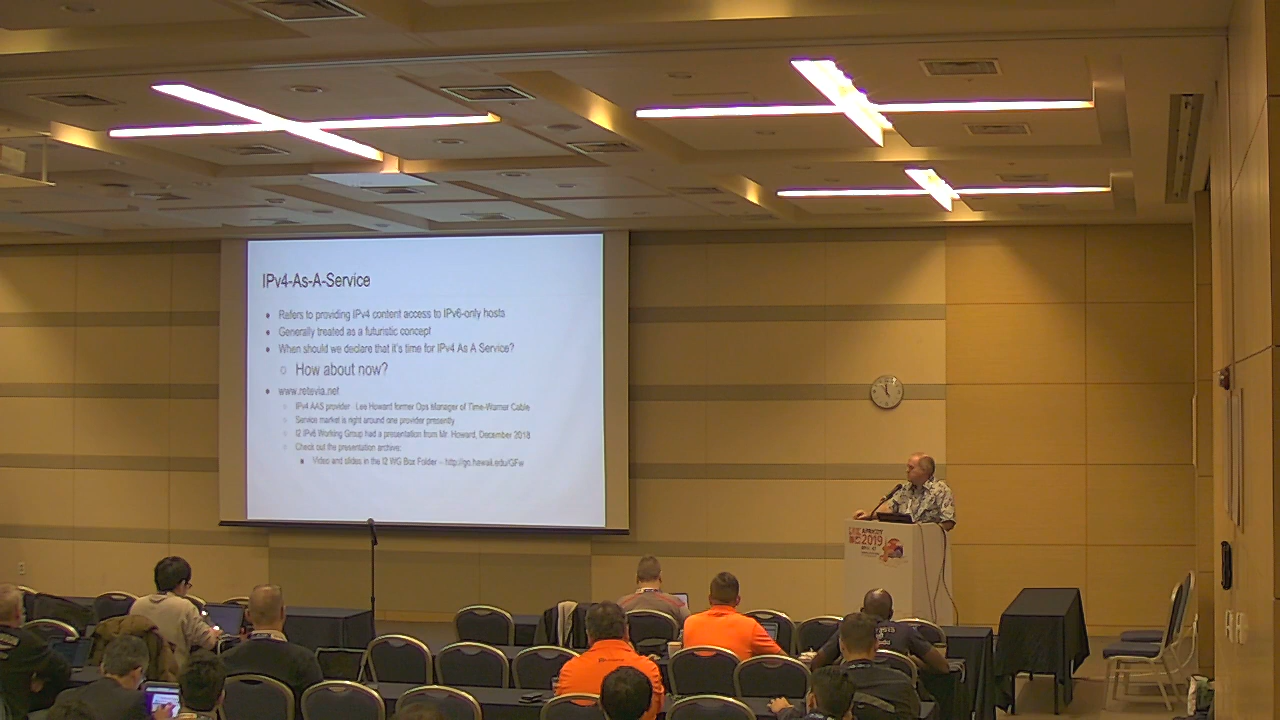 IPv4-As-A-Service
Refers to providing IPv4 content access to IPv6-only hosts
Generally treated as a futuristic concept
When should we declare that it's time for IPv4 As A Service?
How about now?
www.retevia.net
IPv4 AAS provider Lee Howard former Ops Manager of Time-Warner Cable
Service market is right around one provider presently
I2 IPv6 Working Group had a presentation from Mr. Howard, December 2018
Check out the presentation archive:
Video and slides in the I2 WG Box Folder – http://go.hawaii.edu/GFw
APRICOT
2019